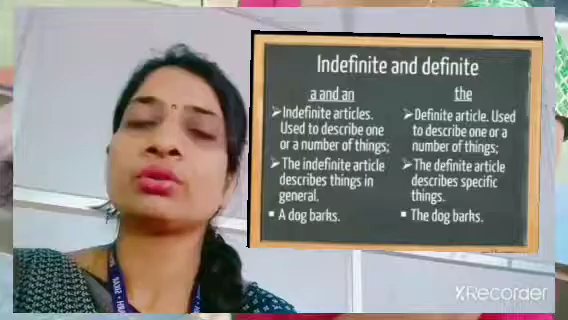 Indefinite and definite
a and an
➢Indefinite articles.
Used to describe one
or a number of things;
➢The indefinite article
describes things in
general.
▪ A dog barks.
the
➢Definite article. Used
to describe one or a
number of things;
➢The definite article
describes specific
things.
▪ The dog barks.
XRecorder